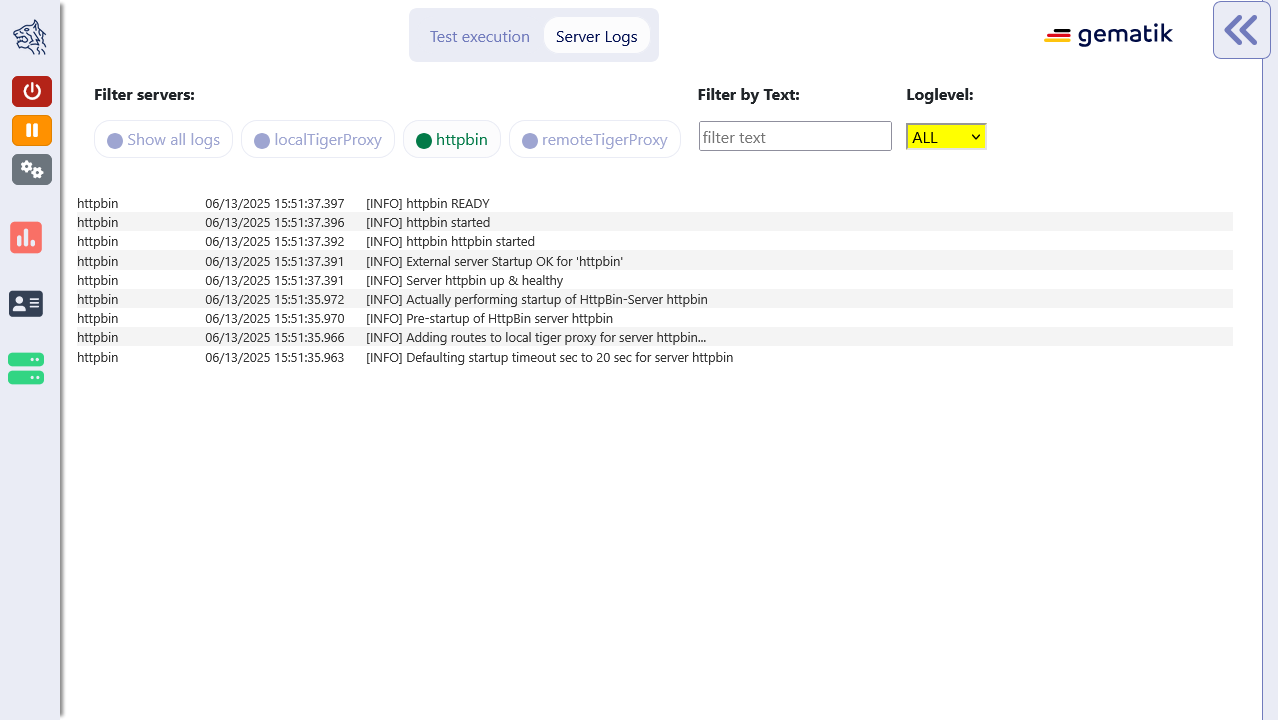 Test execution Server Logs
gematik
Filter servers: Filter by Text: Loglevel:
Show all logs localTigerProxy httpbin remoteTigerProxy filter text ALL
httpbin 06/13/2025 15:51:37.397 [INFO] httpbin READY
httpbin 06/13/2025 15:51:37.396 [INFO] httpbin started
httpbin 06/13/2025 15:51:37.392 [INFO] httpbin httpbin started
httpbin 06/13/2025 15:51:37.391 [INFO] External server Startup OK for 'httpbin'
httpbin 06/13/2025 15:51:37.391 [INFO] Server httpbin up & healthy
httpbin 06/13/2025 15:51:35.972 [INFO] Actually performing startup of HttpBin-Server httpbin
httpbin 06/13/2025 15:51:35.970 [INFO] Pre-startup of HttpBin server httpbin
httpbin 06/13/2025 15:51:35.966 [INFO] Adding routes to local tiger proxy for server httpbin...
httpbin 06/13/2025 15:51:35.963 [INFO] Defaulting startup timeout sec to 20 sec for server httpbin